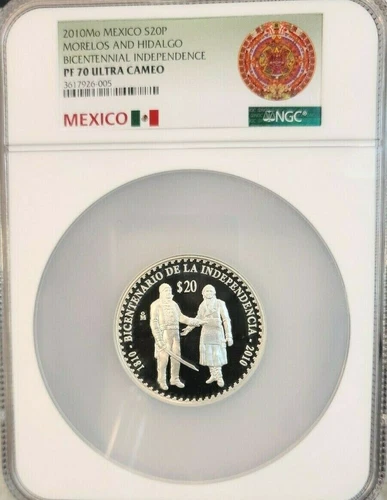 2010Mo MEXICO S20P
MORELOS AND HIDALGO
BICENTENNIAL INDEPENDENCE
PF 70 ULTRA CAMEO
3617926-005
MEXICO
NGC
1810 · BICENTENARIO DE LA INDEPENDENCIA · 2010
$20